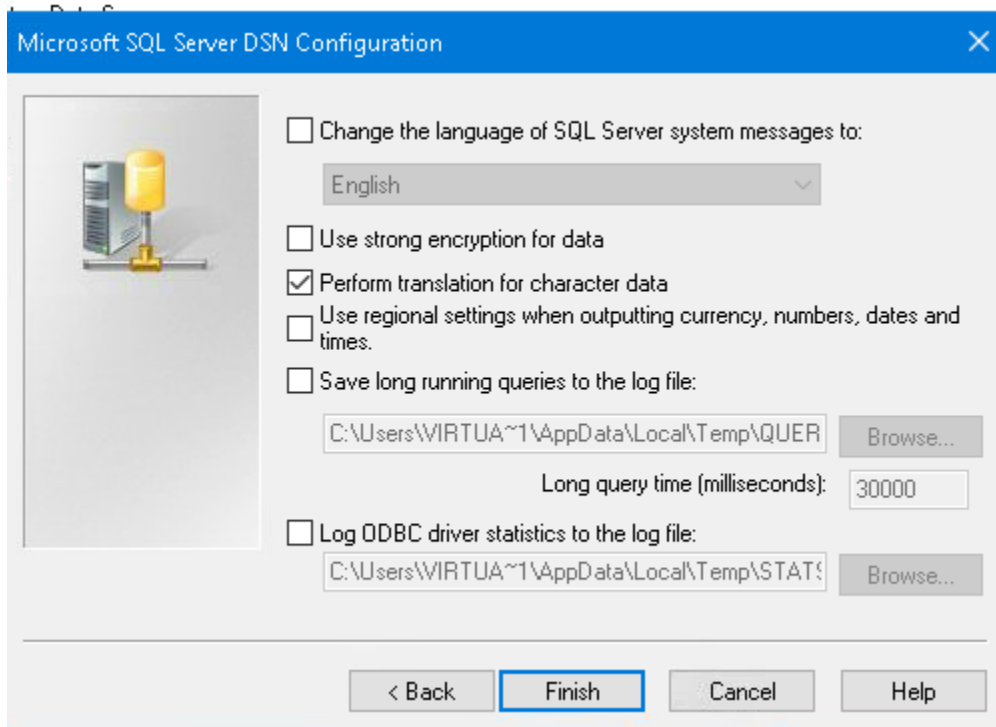 Microsoft SQL Server DSN Configuration
Change the language of SQL Server system messages to:
English
Use strong encryption for data
Perform translation for character data
Use regional settings when outputting currency, numbers, dates and
times.
Save long running queries to the log file:
C:\Users\VIRTUA~1\AppData\Local\Temp\QUER
Browse...
Long query time (milliseconds):
30000
Log ODBC driver statistics to the log file:
C:\Users\VIRTUA~1\AppData\Local\Temp\STATS
Browse...
< Back
Finish
Cancel
Help